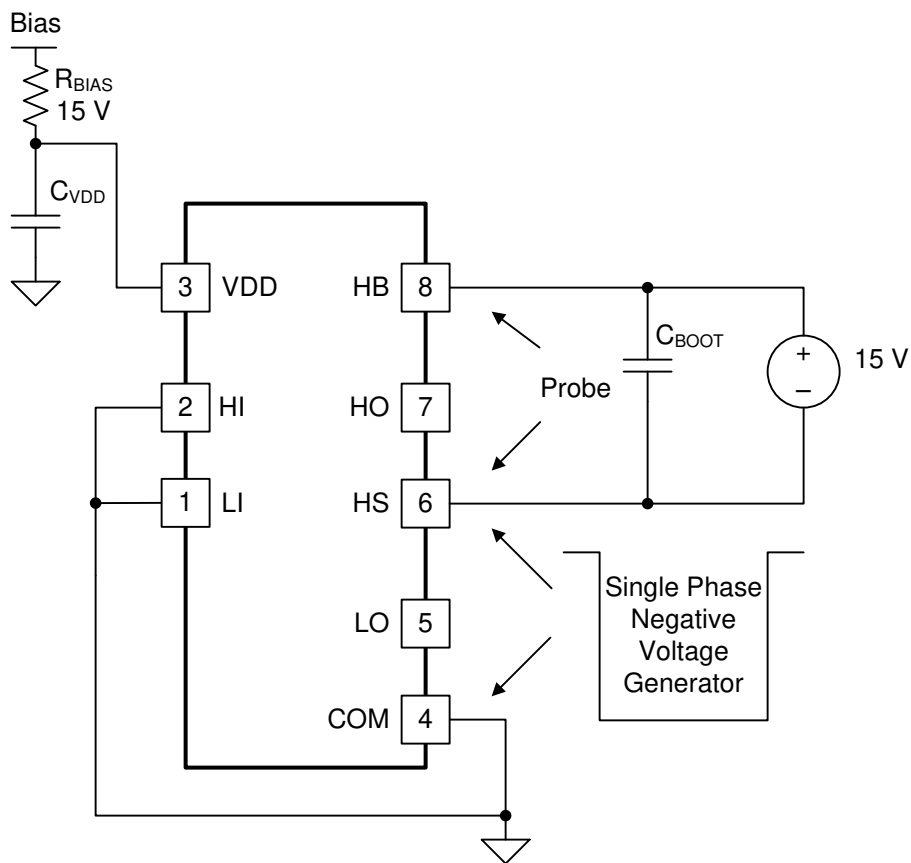 Bias
R_BIAS
15 V
C_VDD
3 VDD
HB 8
C_BOOT
+
–
15 V
2 HI
HO 7
Probe
1 LI
HS 6
Single Phase
Negative
Voltage
Generator
LO 5
COM 4